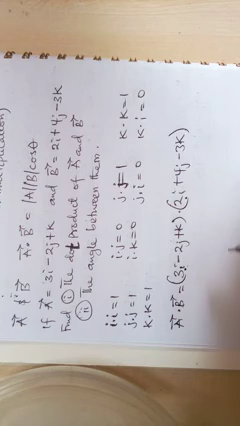 A⃗ & B⃗   A⃗·B⃗ = |A||B|cosθ
If A⃗ = 3i - 2j + K and B⃗ = 2i + 4j - 3K
Find (i) The dot product of A⃗ and B⃗
(ii) The angle between them.
i·i = 1   i·j = 0   j·j = 1   K·K = 1
j·j = 1   i·K = 0   j·i = 0   K·i = 0
K·K = 1
A⃗·B⃗ = (3i - 2j + K)·(2i + 4j - 3K)